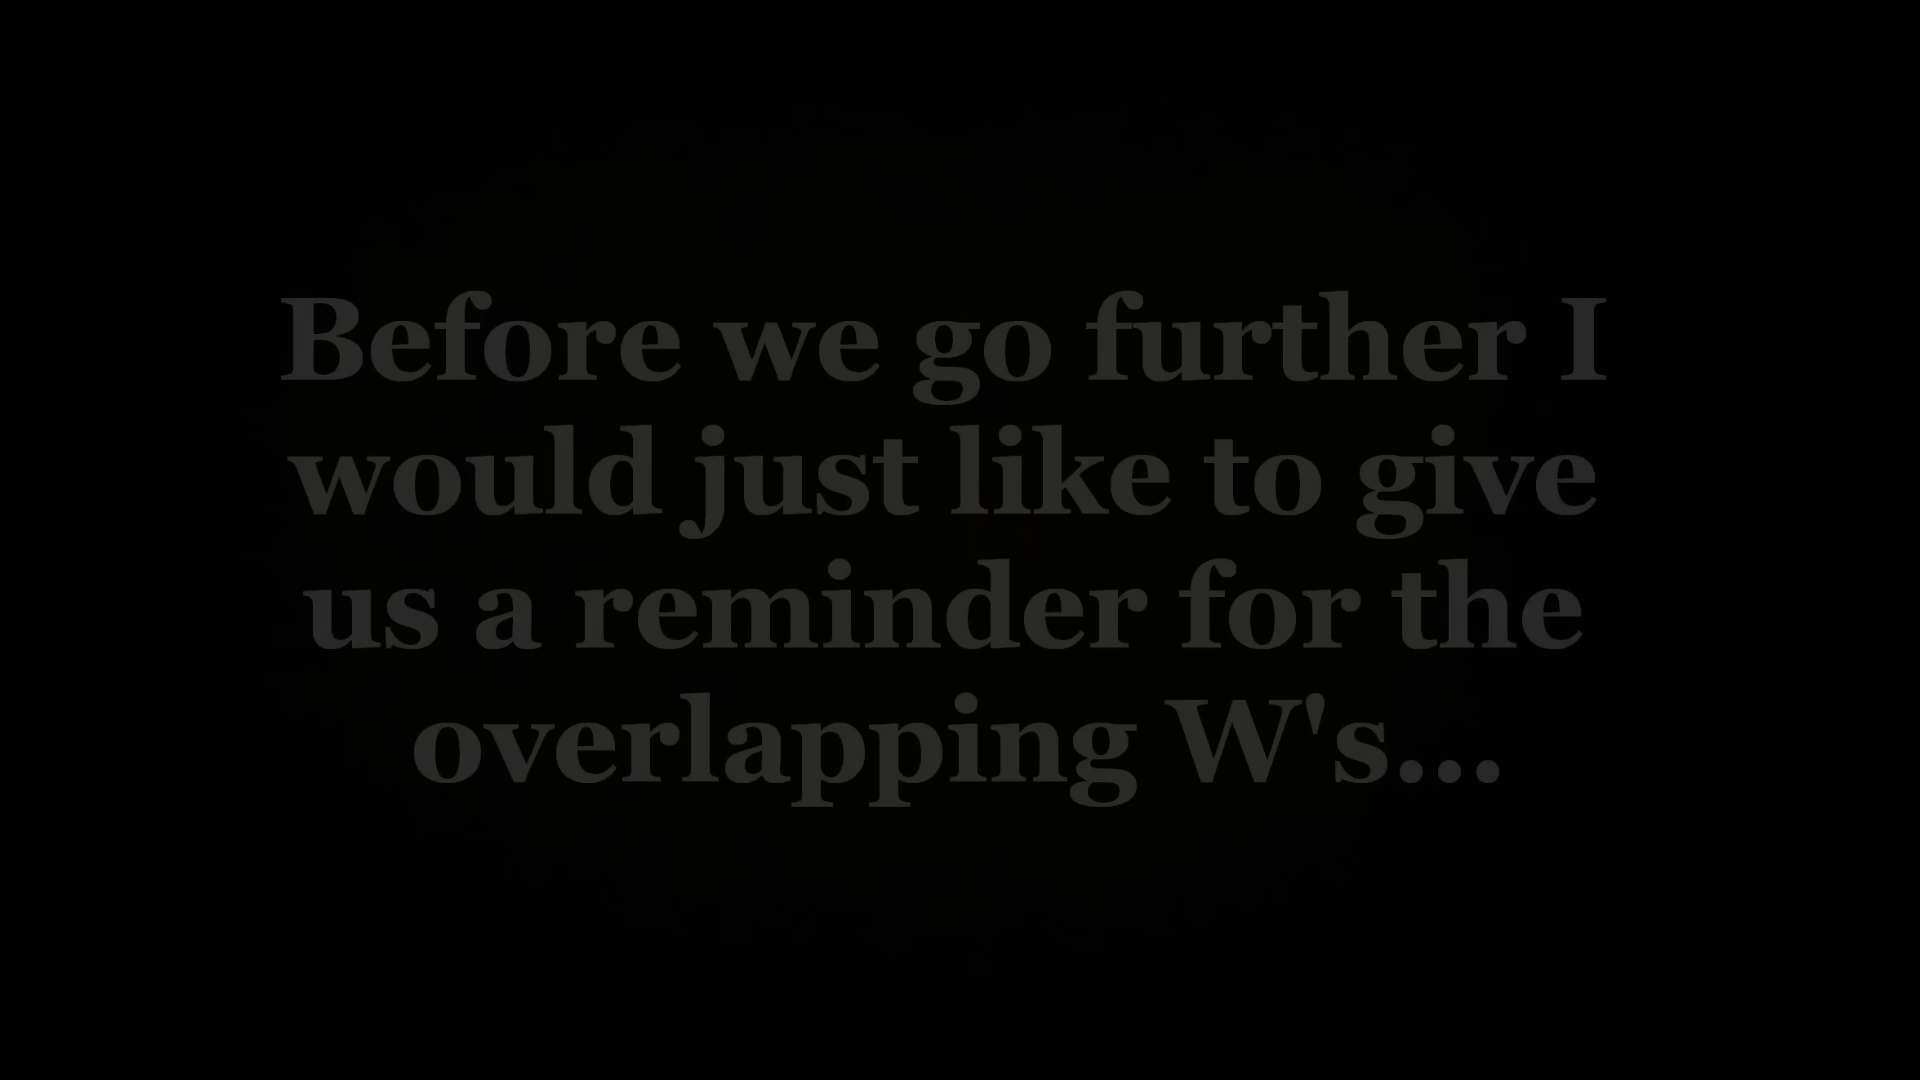 Before we go further I
would just like to give
us a reminder for the
overlapping W's...